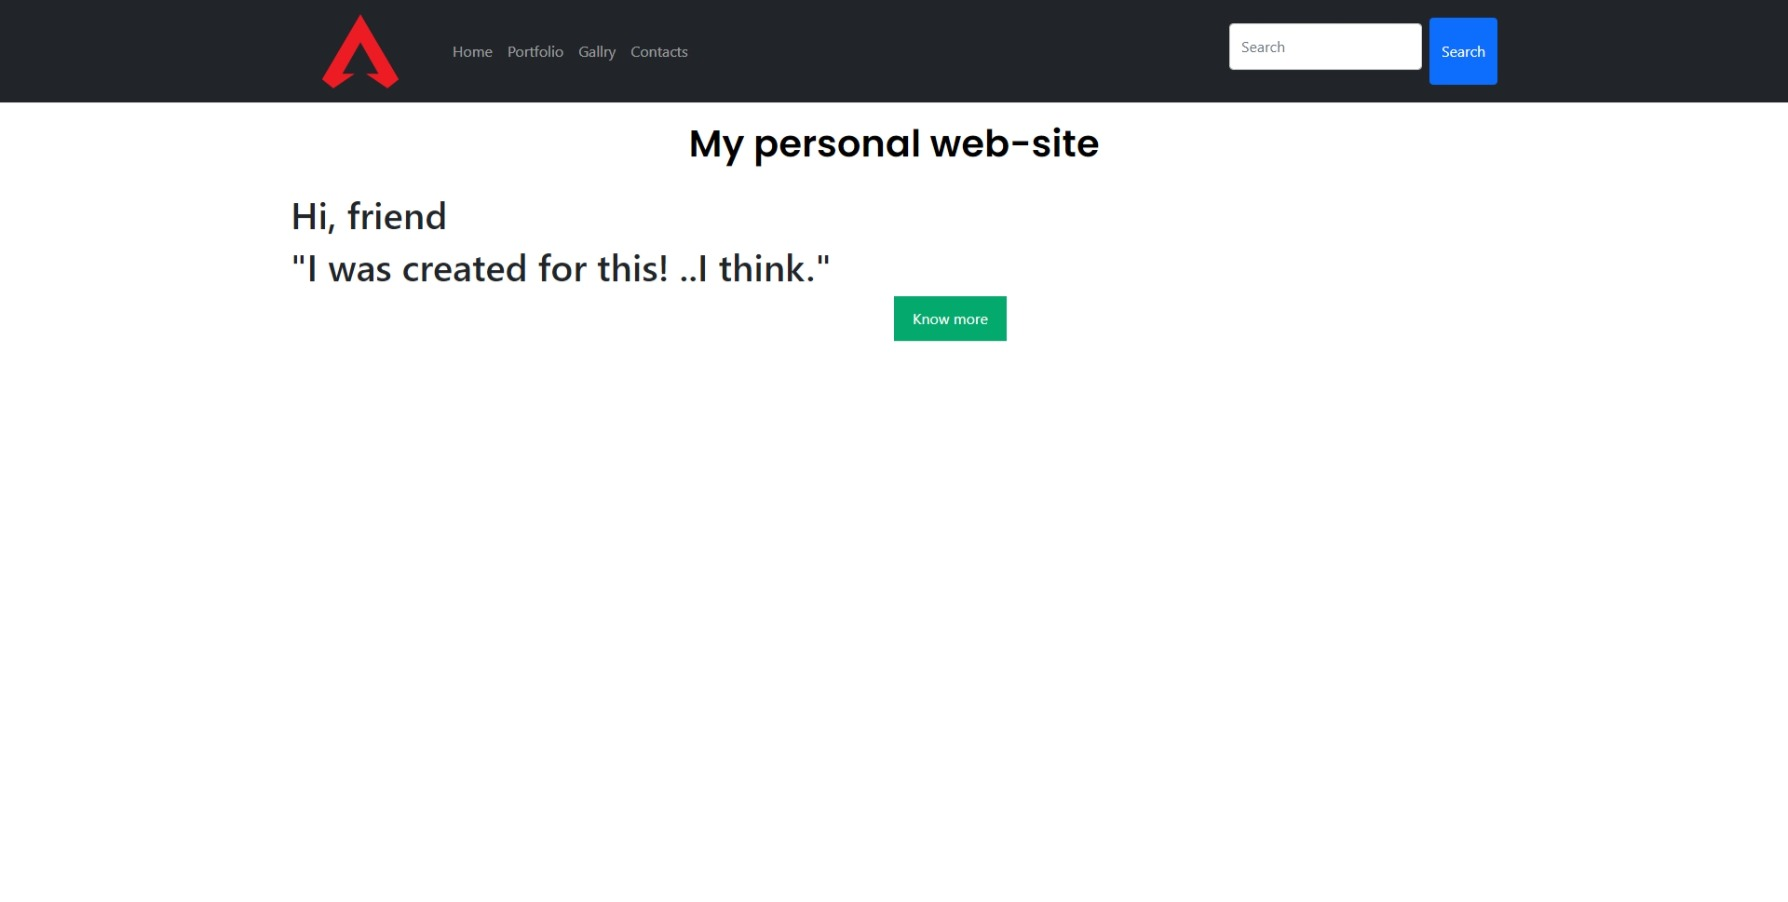 Home Portfolio Gallry Contacts Search Search
My personal web-site
Hi, friend
"I was created for this! ..I think."
Know more